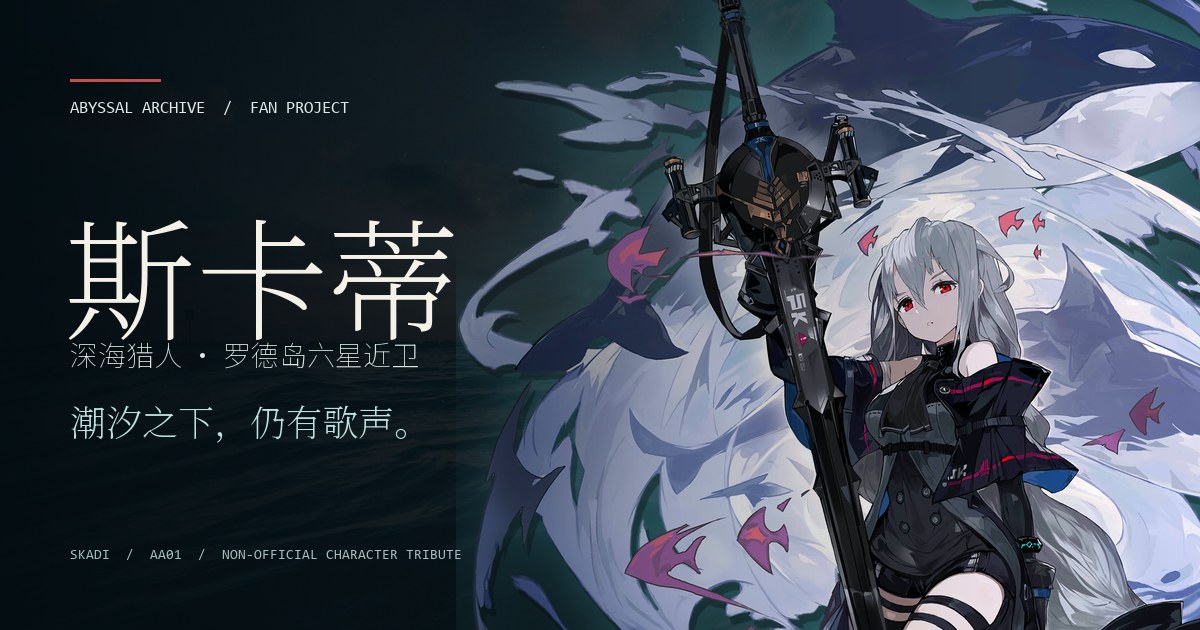 ABYSSAL ARCHIVE / FAN PROJECT
斯卡蒂
深海猎人 · 罗德岛六星近卫
潮汐之下，仍有歌声。
SKADI / AA01 / NON-OFFICIAL CHARACTER TRIBUTE
SK